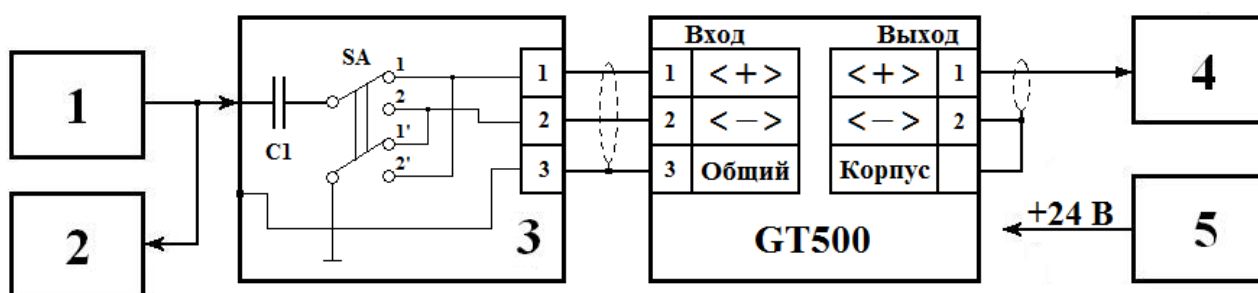 1
2
SA
1
2
1'
2'
C1
1
2
3
3
Вход
1 <+>
2 <−>
3 Общий
Выход
<+> 1
<−> 2
Корпус
GT500
4
+24 В
5